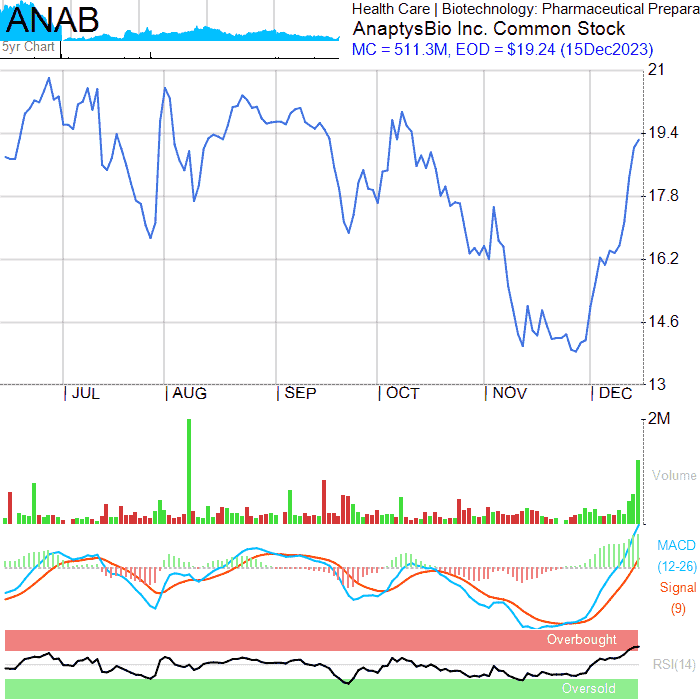 ANAB
5yr Chart
Health Care | Biotechnology: Pharmaceutical Prepara
AnaptysBio Inc. Common Stock
MC = 511.3M, EOD = $19.24 (15Dec2023)
21
19.4
17.8
16.2
14.6
13
JUL
AUG
SEP
OCT
NOV
DEC
2M
Volume
MACD
(12-26)
Signal
(9)
Overbought
RSI(14)
Oversold